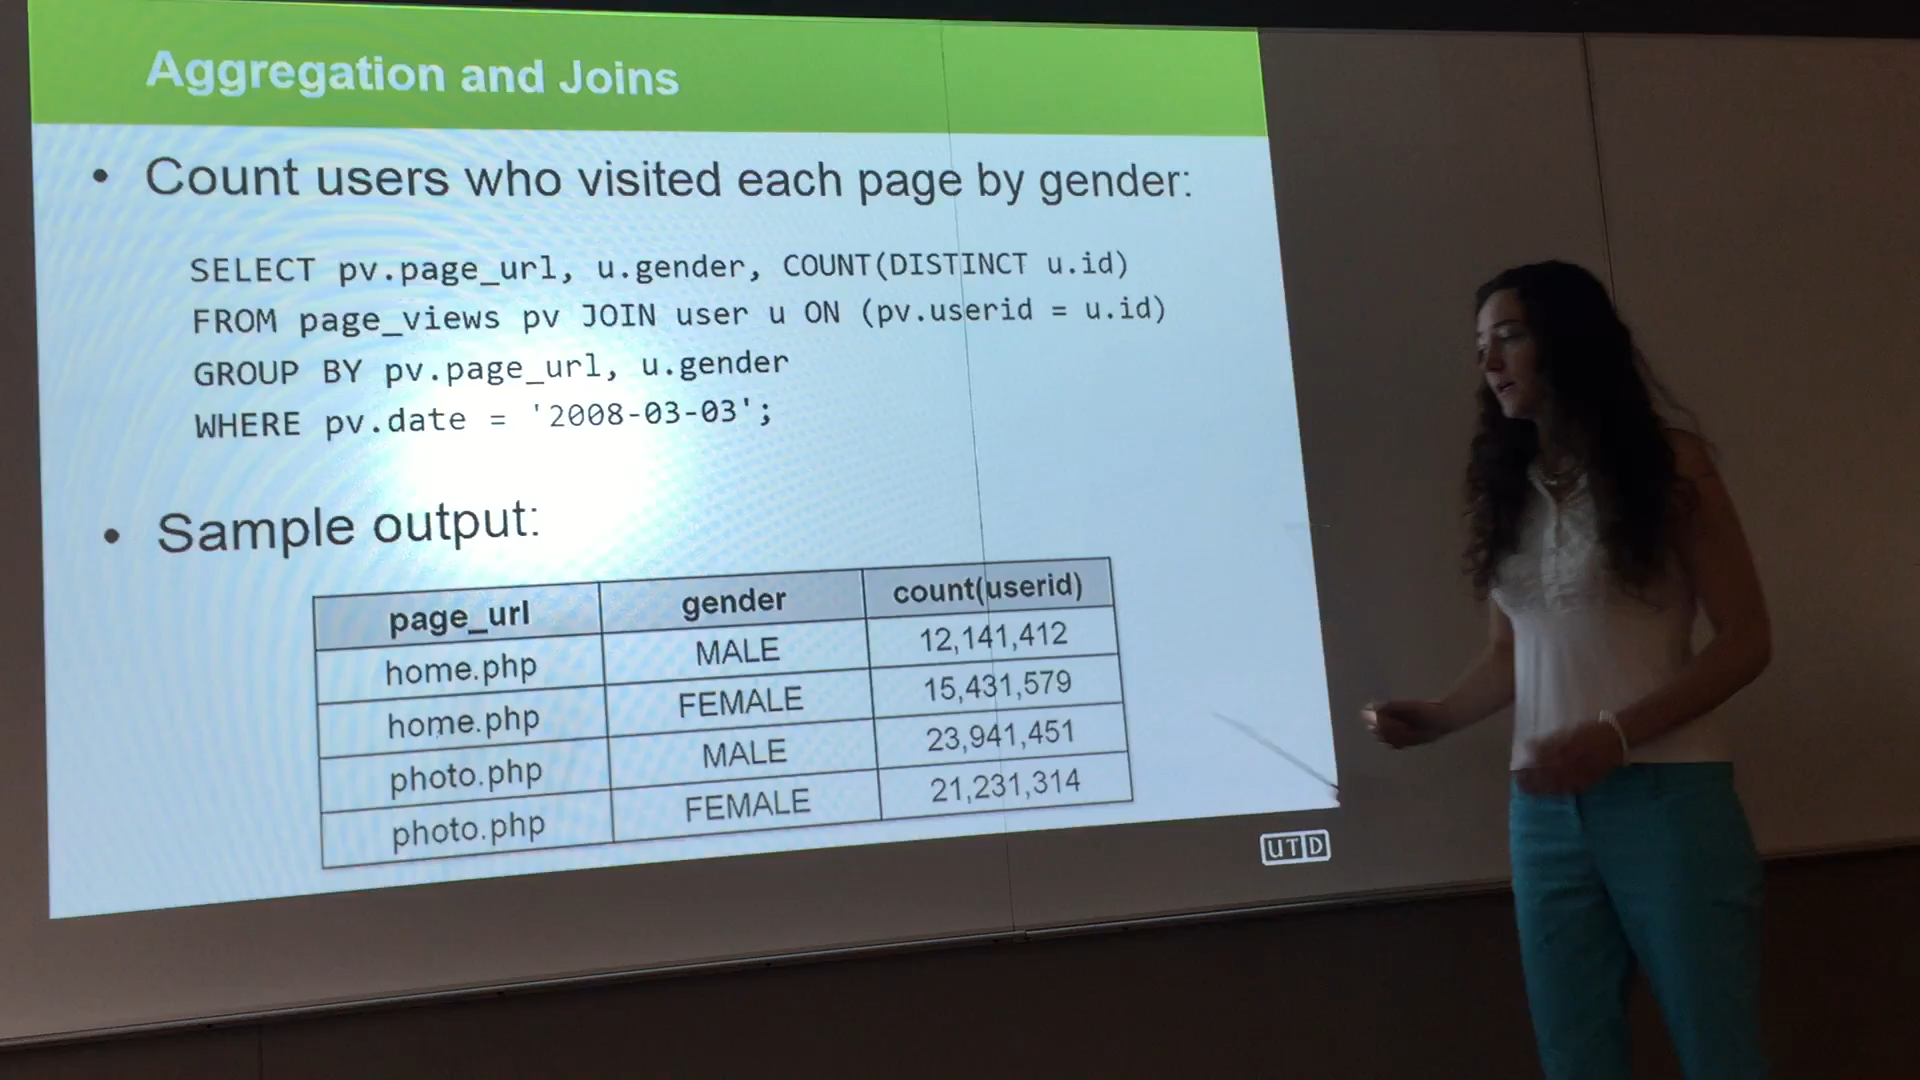 Aggregation and Joins
• Count users who visited each page by gender:
SELECT pv.page_url, u.gender, COUNT(DISTINCT u.id)
FROM page_views pv JOIN user u ON (pv.userid = u.id)
GROUP BY pv.page_url, u.gender
WHERE pv.date = '2008-03-03';
• Sample output:
page_url gender count(userid)
home.php MALE 12,141,412
home.php FEMALE 15,431,579
photo.php MALE 23,941,451
photo.php FEMALE 21,231,314
UTD